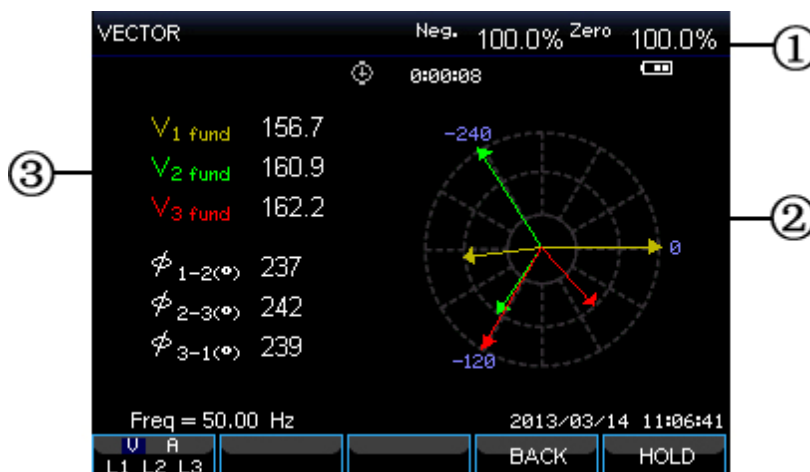 VECTOR Neg. 100.0% Zero 100.0%
①
0:00:08
V1 fund 156.7
V2 fund 160.9
V3 fund 162.2
③
ϕ1-2(°) 237
ϕ2-3(°) 242
ϕ3-1(°) 239
-240
0
-120
②
Freq = 50.00 Hz 2013/03/14 11:06:41
V A
L1 L2 L3 BACK HOLD